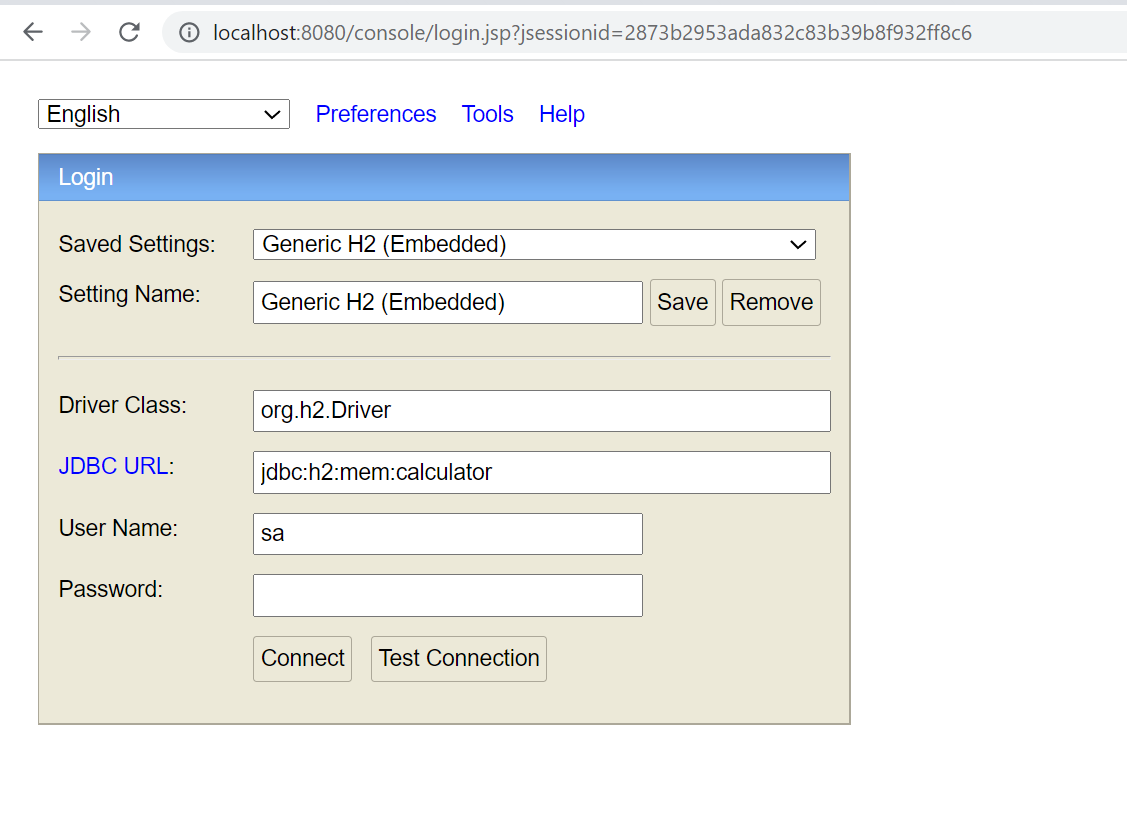 localhost:8080/console/login.jsp?jsessionid=2873b2953ada832c83b39b8f932ff8c6
English Preferences Tools Help
Login
Saved Settings: Generic H2 (Embedded)
Setting Name: Generic H2 (Embedded) Save Remove
Driver Class: org.h2.Driver
JDBC URL: jdbc:h2:mem:calculator
User Name: sa
Password:
Connect Test Connection